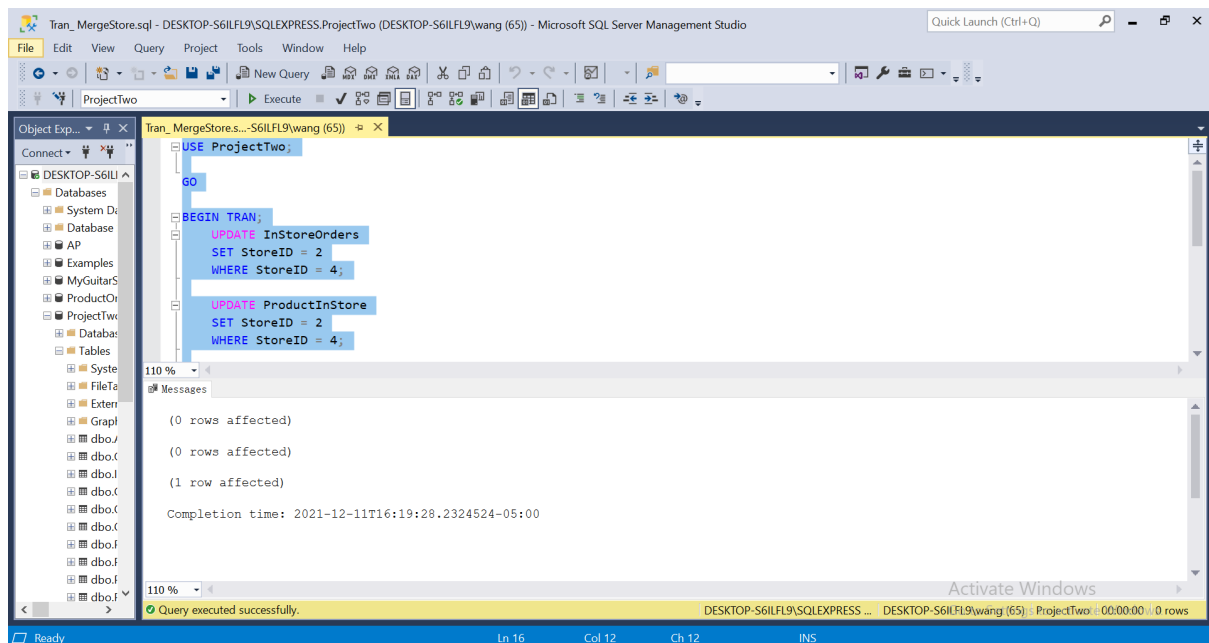 Tran_ MergeStore.sql - DESKTOP-S6ILFL9\SQLEXPRESS.ProjectTwo (DESKTOP-S6ILFL9\wang (65)) - Microsoft SQL Server Management Studio
Quick Launch (Ctrl+Q)
File Edit View Query Project Tools Window Help
New Query
ProjectTwo Execute
Object Exp...
Tran_ MergeStore.s...-S6ILFL9\wang (65))
Connect
DESKTOP-S6ILI
Databases
System Da
Database
AP
Examples
MyGuitarS
ProductOr
ProjectTwo
Databas
Tables
Syste
FileTa
Extern
Graph
dbo.
dbo.
dbo.
dbo.
dbo.
dbo.
dbo.
dbo.
dbo.
dbo.
USE ProjectTwo;
GO
BEGIN TRAN;
UPDATE InStoreOrders
SET StoreID = 2
WHERE StoreID = 4;
UPDATE ProductInStore
SET StoreID = 2
WHERE StoreID = 4;
110 %
Messages
(0 rows affected)
(0 rows affected)
(1 row affected)
Completion time: 2021-12-11T16:19:28.2324524-05:00
110 %
Activate Windows
Query executed successfully.
DESKTOP-S6ILFL9\SQLEXPRESS ... DESKTOP-S6ILFL9\wang (65) ProjectTwo 00:00:00 0 rows
Ready Ln 16 Col 12 Ch 12 INS